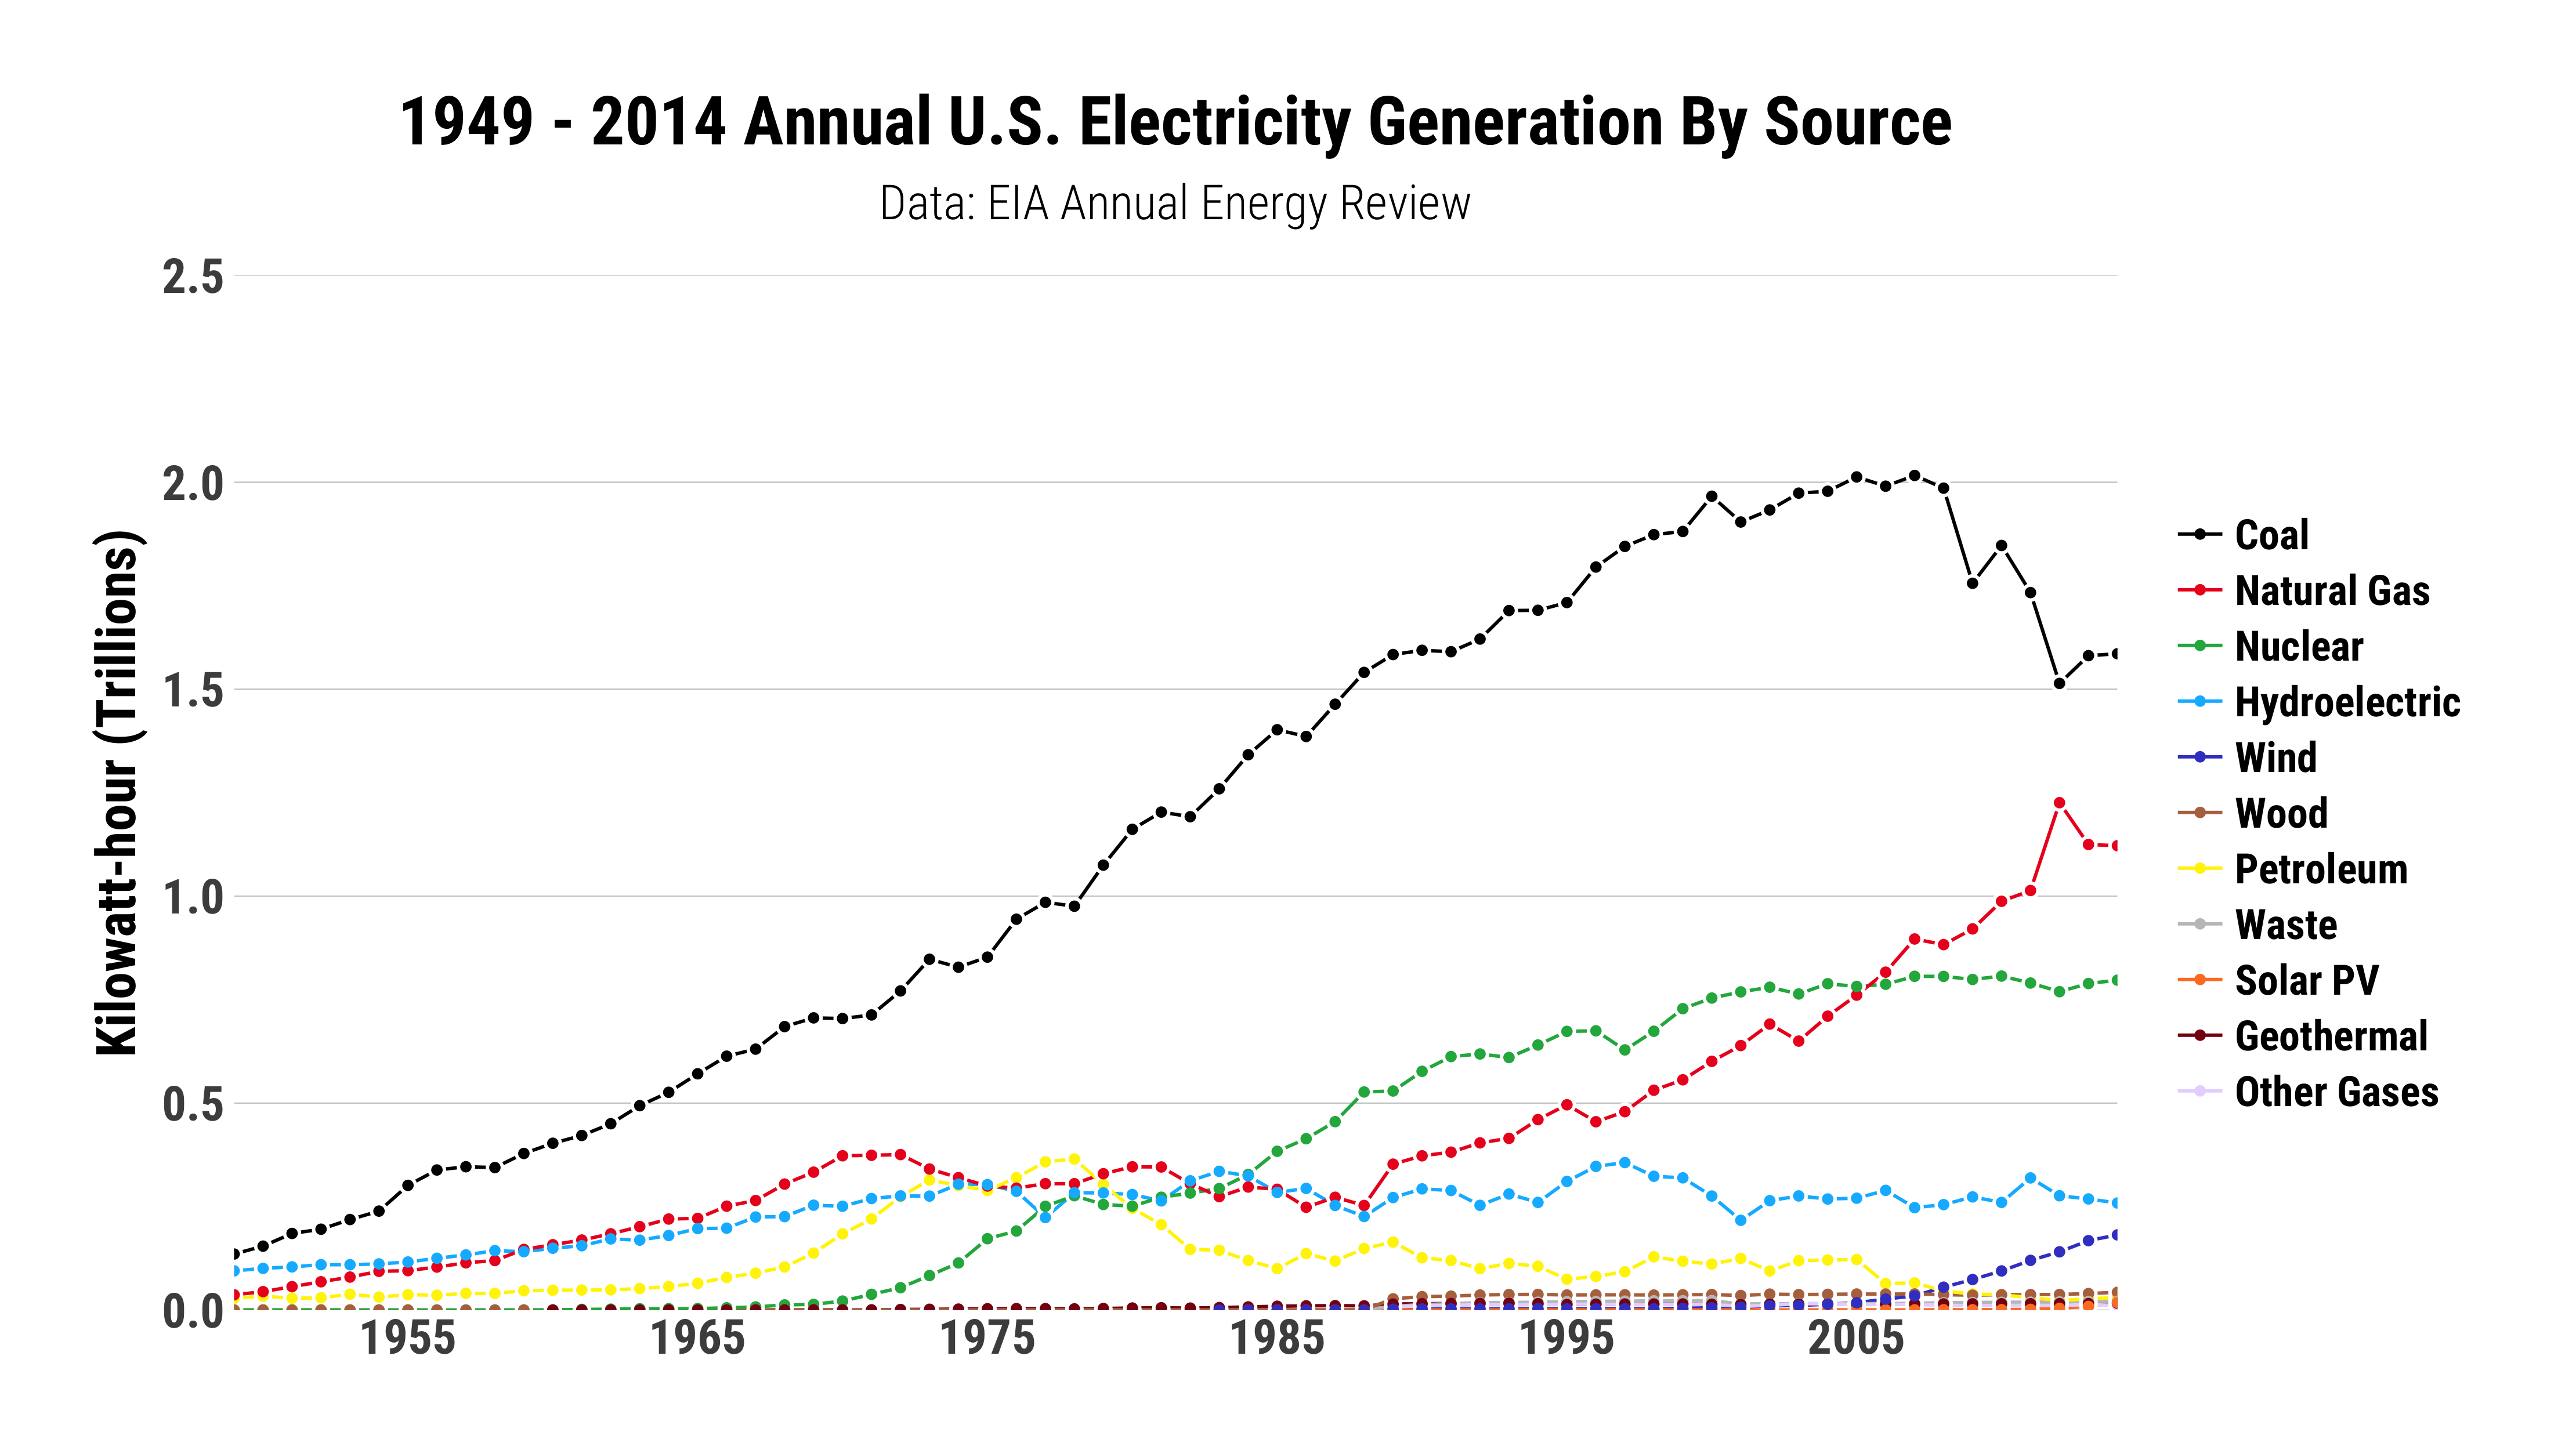 1949 - 2014 Annual U.S. Electricity Generation By Source
Data: EIA Annual Energy Review
Kilowatt-hour (Trillions)
2.5
2.0
1.5
1.0
0.5
0.0
1955
1965
1975
1985
1995
2005
Coal
Natural Gas
Nuclear
Hydroelectric
Wind
Wood
Petroleum
Waste
Solar PV
Geothermal
Other Gases